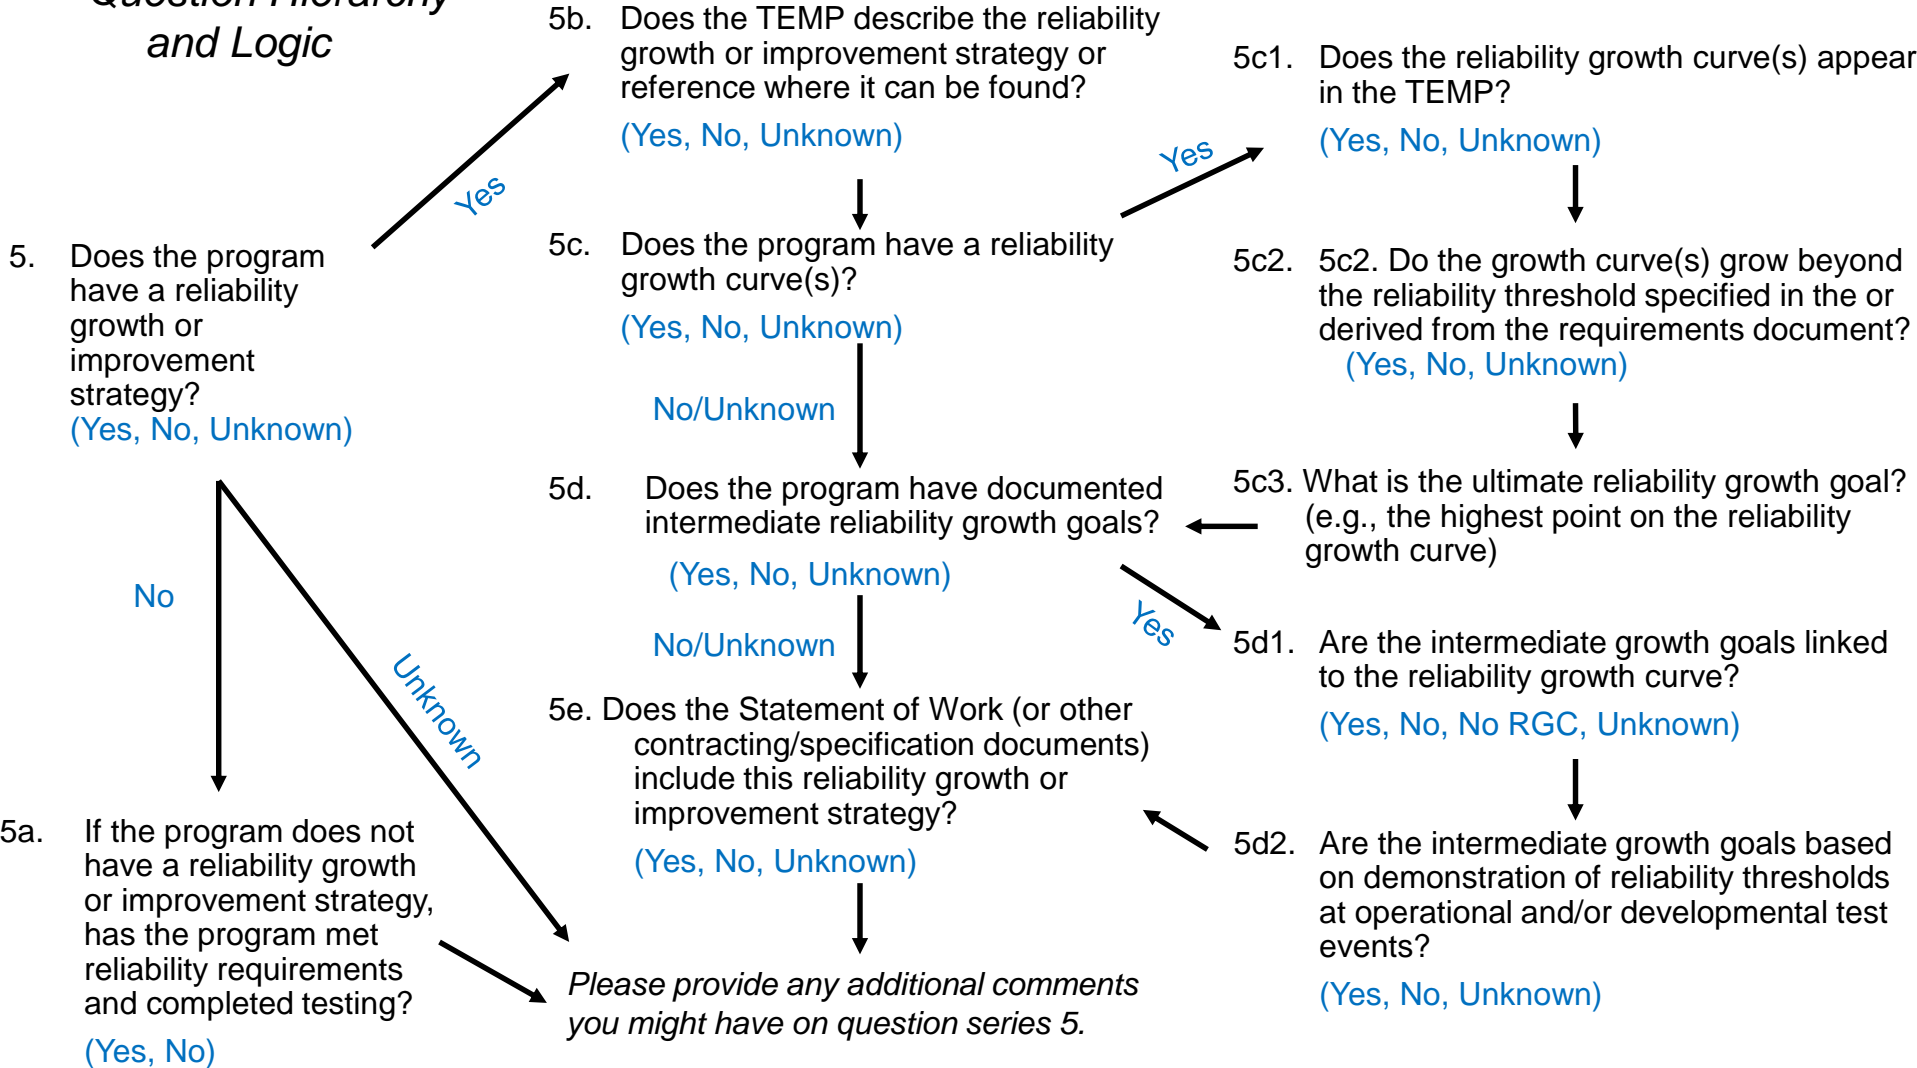 Question Hierarchy
and Logic
5. Does the program
have a reliability
growth or
improvement
strategy?
(Yes, No, Unknown)
No
Unknown
Yes
5a. If the program does not
have a reliability growth
or improvement strategy,
has the program met
reliability requirements
and completed testing?
(Yes, No)
5b. Does the TEMP describe the reliability
growth or improvement strategy or
reference where it can be found?
(Yes, No, Unknown)
5c. Does the program have a reliability
growth curve(s)?
(Yes, No, Unknown)
Yes
No/Unknown
5c1. Does the reliability growth curve(s) appear
in the TEMP?
(Yes, No, Unknown)
5c2. 5c2. Do the growth curve(s) grow beyond
the reliability threshold specified in the or
derived from the requirements document?
(Yes, No, Unknown)
5c3. What is the ultimate reliability growth goal?
(e.g., the highest point on the reliability
growth curve)
5d. Does the program have documented
intermediate reliability growth goals?
(Yes, No, Unknown)
Yes
No/Unknown
5d1. Are the intermediate growth goals linked
to the reliability growth curve?
(Yes, No, No RGC, Unknown)
5d2. Are the intermediate growth goals based
on demonstration of reliability thresholds
at operational and/or developmental test
events?
(Yes, No, Unknown)
5e. Does the Statement of Work (or other
contracting/specification documents)
include this reliability growth or
improvement strategy?
(Yes, No, Unknown)
Please provide any additional comments
you might have on question series 5.